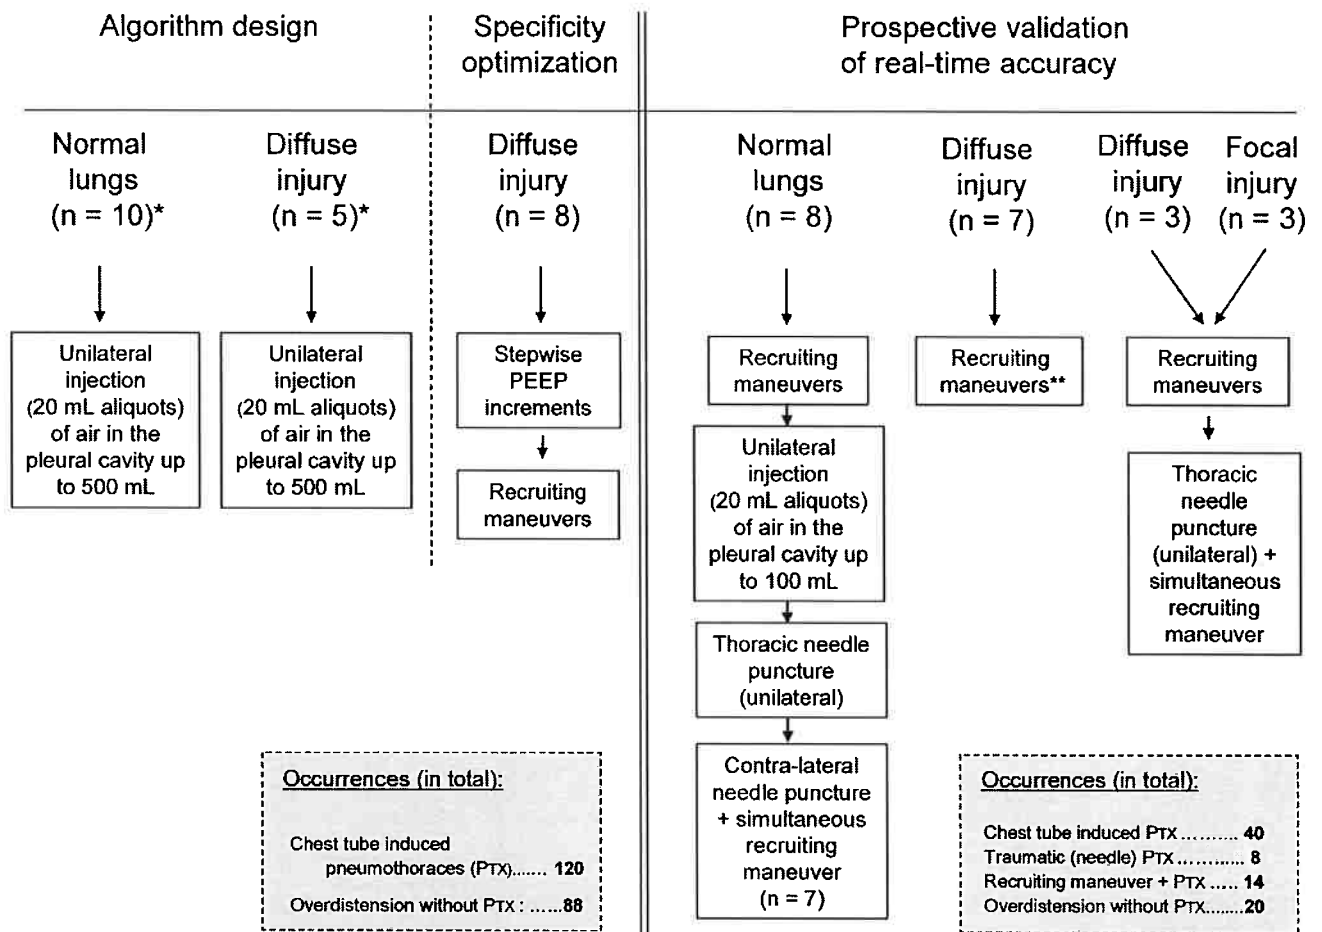 Algorithm design
Specificity
optimization
Prospective validation
of real-time accuracy
Normal
lungs
(n = 10)*
Diffuse
injury
(n = 5)*
Diffuse
injury
(n = 8)
Normal
lungs
(n = 8)
Diffuse
injury
(n = 7)
Diffuse
injury
(n = 3)
Focal
injury
(n = 3)
Unilateral
injection
(20 mL aliquots)
of air in the
pleural cavity up
to 500 mL
Unilateral
injection
(20 mL aliquots)
of air in the
pleural cavity up
to 500 mL
Stepwise
PEEP
increments
Recruiting
maneuvers
Recruiting
maneuvers
Unilateral
injection
(20 mL aliquots)
of air in the
pleural cavity up
to 100 mL
Thoracic needle
puncture
(unilateral)
Contra-lateral
needle puncture
+ simultaneous
recruiting
maneuver
(n = 7)
Recruiting
maneuvers**
Recruiting
maneuvers
Thoracic
needle
puncture
(unilateral) +
simultaneous
recruiting
maneuver
Occurrences (in total):
Chest tube induced
pneumothoraces (PTX)....... 120
Overdistension without PTX : ......88
Occurrences (in total):
Chest tube induced PTX .......... 40
Traumatic (needle) PTX ........... 8
Recruiting maneuver + PTX ..... 14
Overdistension without PTX....... 20